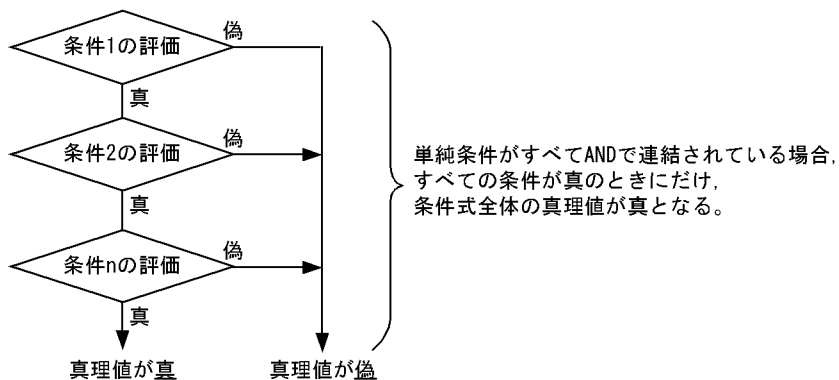 条件1の評価
偽
真
条件2の評価
偽
真
条件nの評価
偽
真
真理値が真
真理値が偽
単純条件がすべてANDで連結されている場合,
すべての条件が真のときにだけ,
条件式全体の真理値が真となる。